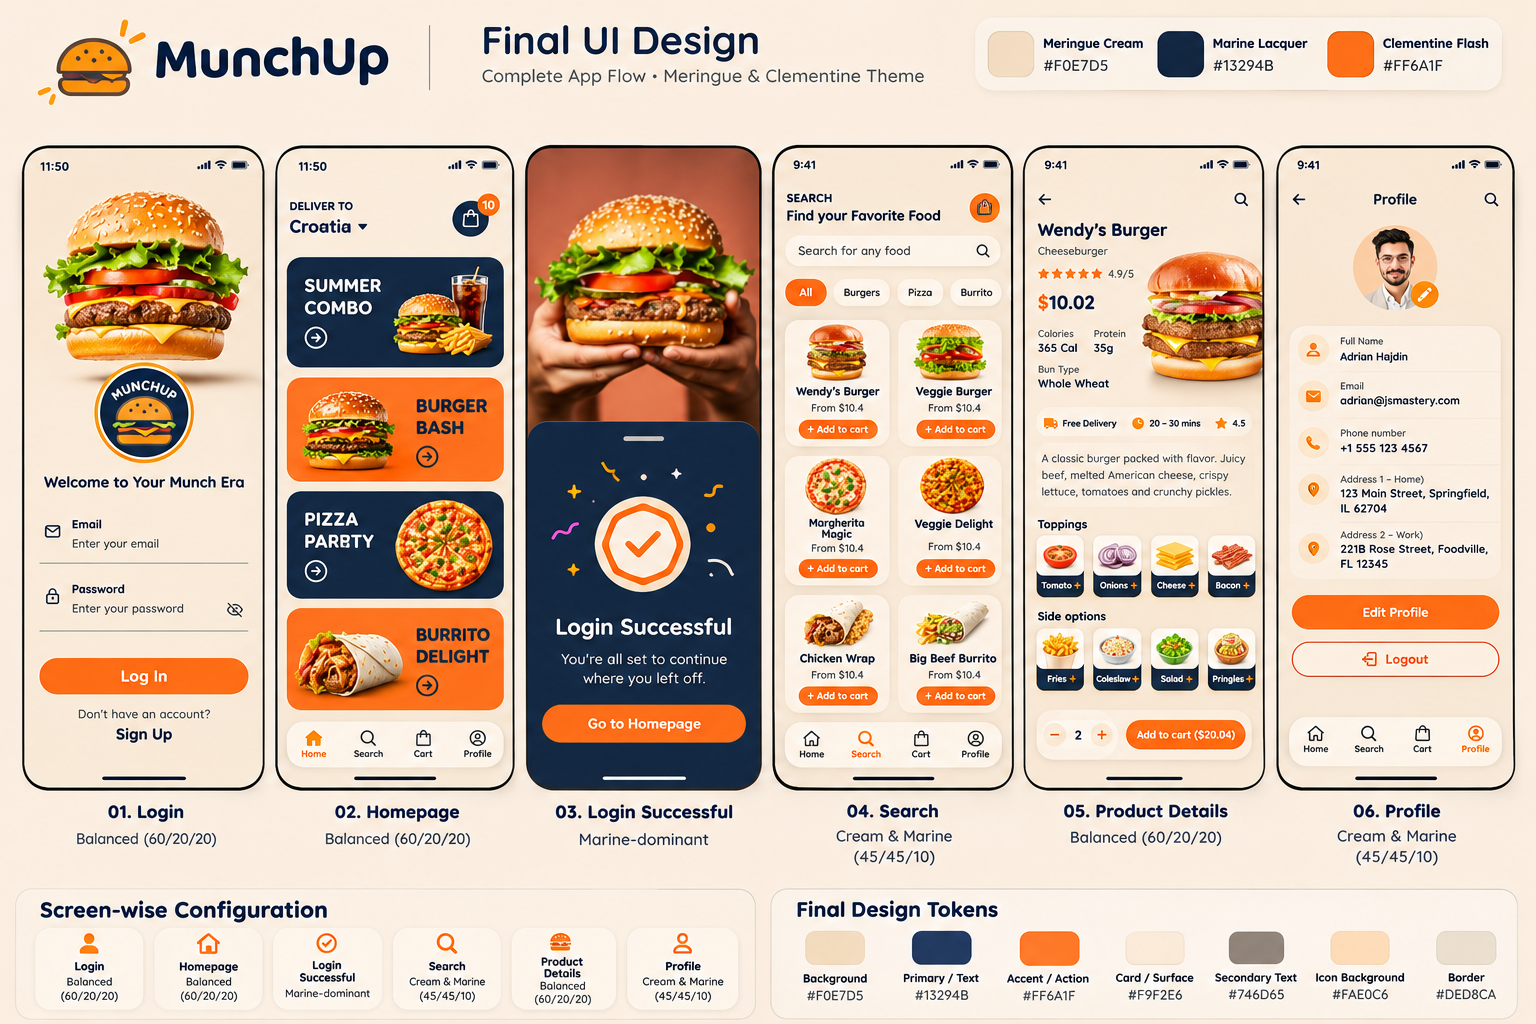 MunchUp
Final UI Design
Complete App Flow • Meringue & Clementine Theme
Meringue Cream
#F0E7D5
Marine Lacquer
#13294B
Clementine Flash
#FF6A1F
11:50
MUNCHUP
Welcome to Your Munch Era
Email
Enter your email
Password
Enter your password
Log In
Don't have an account?
Sign Up
01. Login
Balanced (60/20/20)
11:50
DELIVER TO
Croatia
10
SUMMER
COMBO
BURGER
BASH
PIZZA
PARBTY
BURRITO
DELIGHT
Home
Search
Cart
Profile
02. Homepage
Balanced (60/20/20)
Login Successful
You're all set to continue
where you left off.
Go to Homepage
03. Login Successful
Marine-dominant
9:41
SEARCH
Find your Favorite Food
Search for any food
All
Burgers
Pizza
Burrito
Wendy's Burger
From $10.4
+ Add to cart
Veggie Burger
From $10.4
+ Add to cart
Margherita
Magic
From $10.4
+ Add to cart
Veggie Delight
From $10.4
+ Add to cart
Chicken Wrap
From $10.4
+ Add to cart
Big Beef Burrito
From $10.4
+ Add to cart
Home
Search
Cart
Profile
04. Search
Cream & Marine
(45/45/10)
9:41
Wendy's Burger
Cheeseburger
4.9/5
$10.02
Calories
365 Cal
Protein
35g
Bun Type
Whole Wheat
Free Delivery
20 – 30 mins
4.5
A classic burger packed with flavor. Juicy
beef, melted American cheese, crispy
lettuce, tomatoes and crunchy pickles.
Toppings
Tomato +
Onions +
Cheese +
Bacon +
Side options
Fries +
Coleslaw +
Salad +
Pringles +
− 2 +
Add to cart ($20.04)
05. Product Details
Balanced (60/20/20)
9:41
Profile
Full Name
Adrian Hajdin
Email
adrian@jsmastery.com
Phone number
+1 555 123 4567
Address 1 – Home)
123 Main Street, Springfield,
IL 62704
Address 2 – Work)
221B Rose Street, Foodville,
FL 12345
Edit Profile
Logout
Home
Search
Cart
Profile
06. Profile
Cream & Marine
(45/45/10)
Screen-wise Configuration
Login
Balanced
(60/20/20)
Homepage
Balanced
(60/20/20)
Login
Successful
Marine-dominant
Search
Cream & Marine
(45/45/10)
Product
Details
Balanced
(60/20/20)
Profile
Cream & Marine
(45/45/10)
Final Design Tokens
Background
#F0E7D5
Primary / Text
#13294B
Accent / Action
#FF6A1F
Card / Surface
#F9F2E6
Secondary Text
#746D65
Icon Background
#FAE0C6
Border
#DED8CA